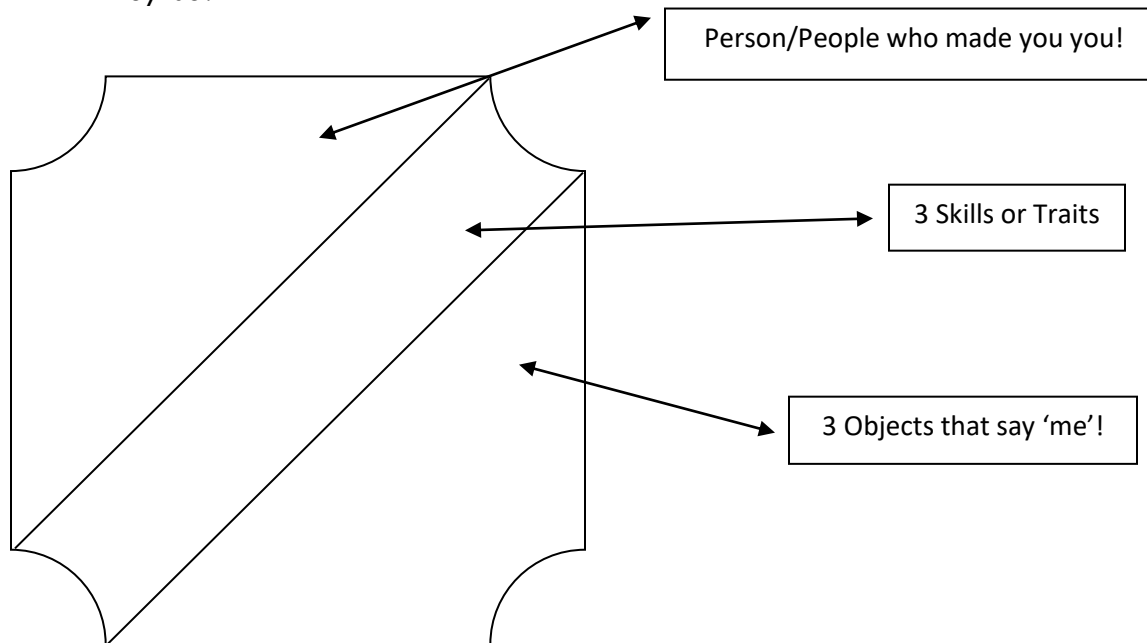 Person/People who made you you!
3 Skills or Traits
3 Objects that say ‘me’!